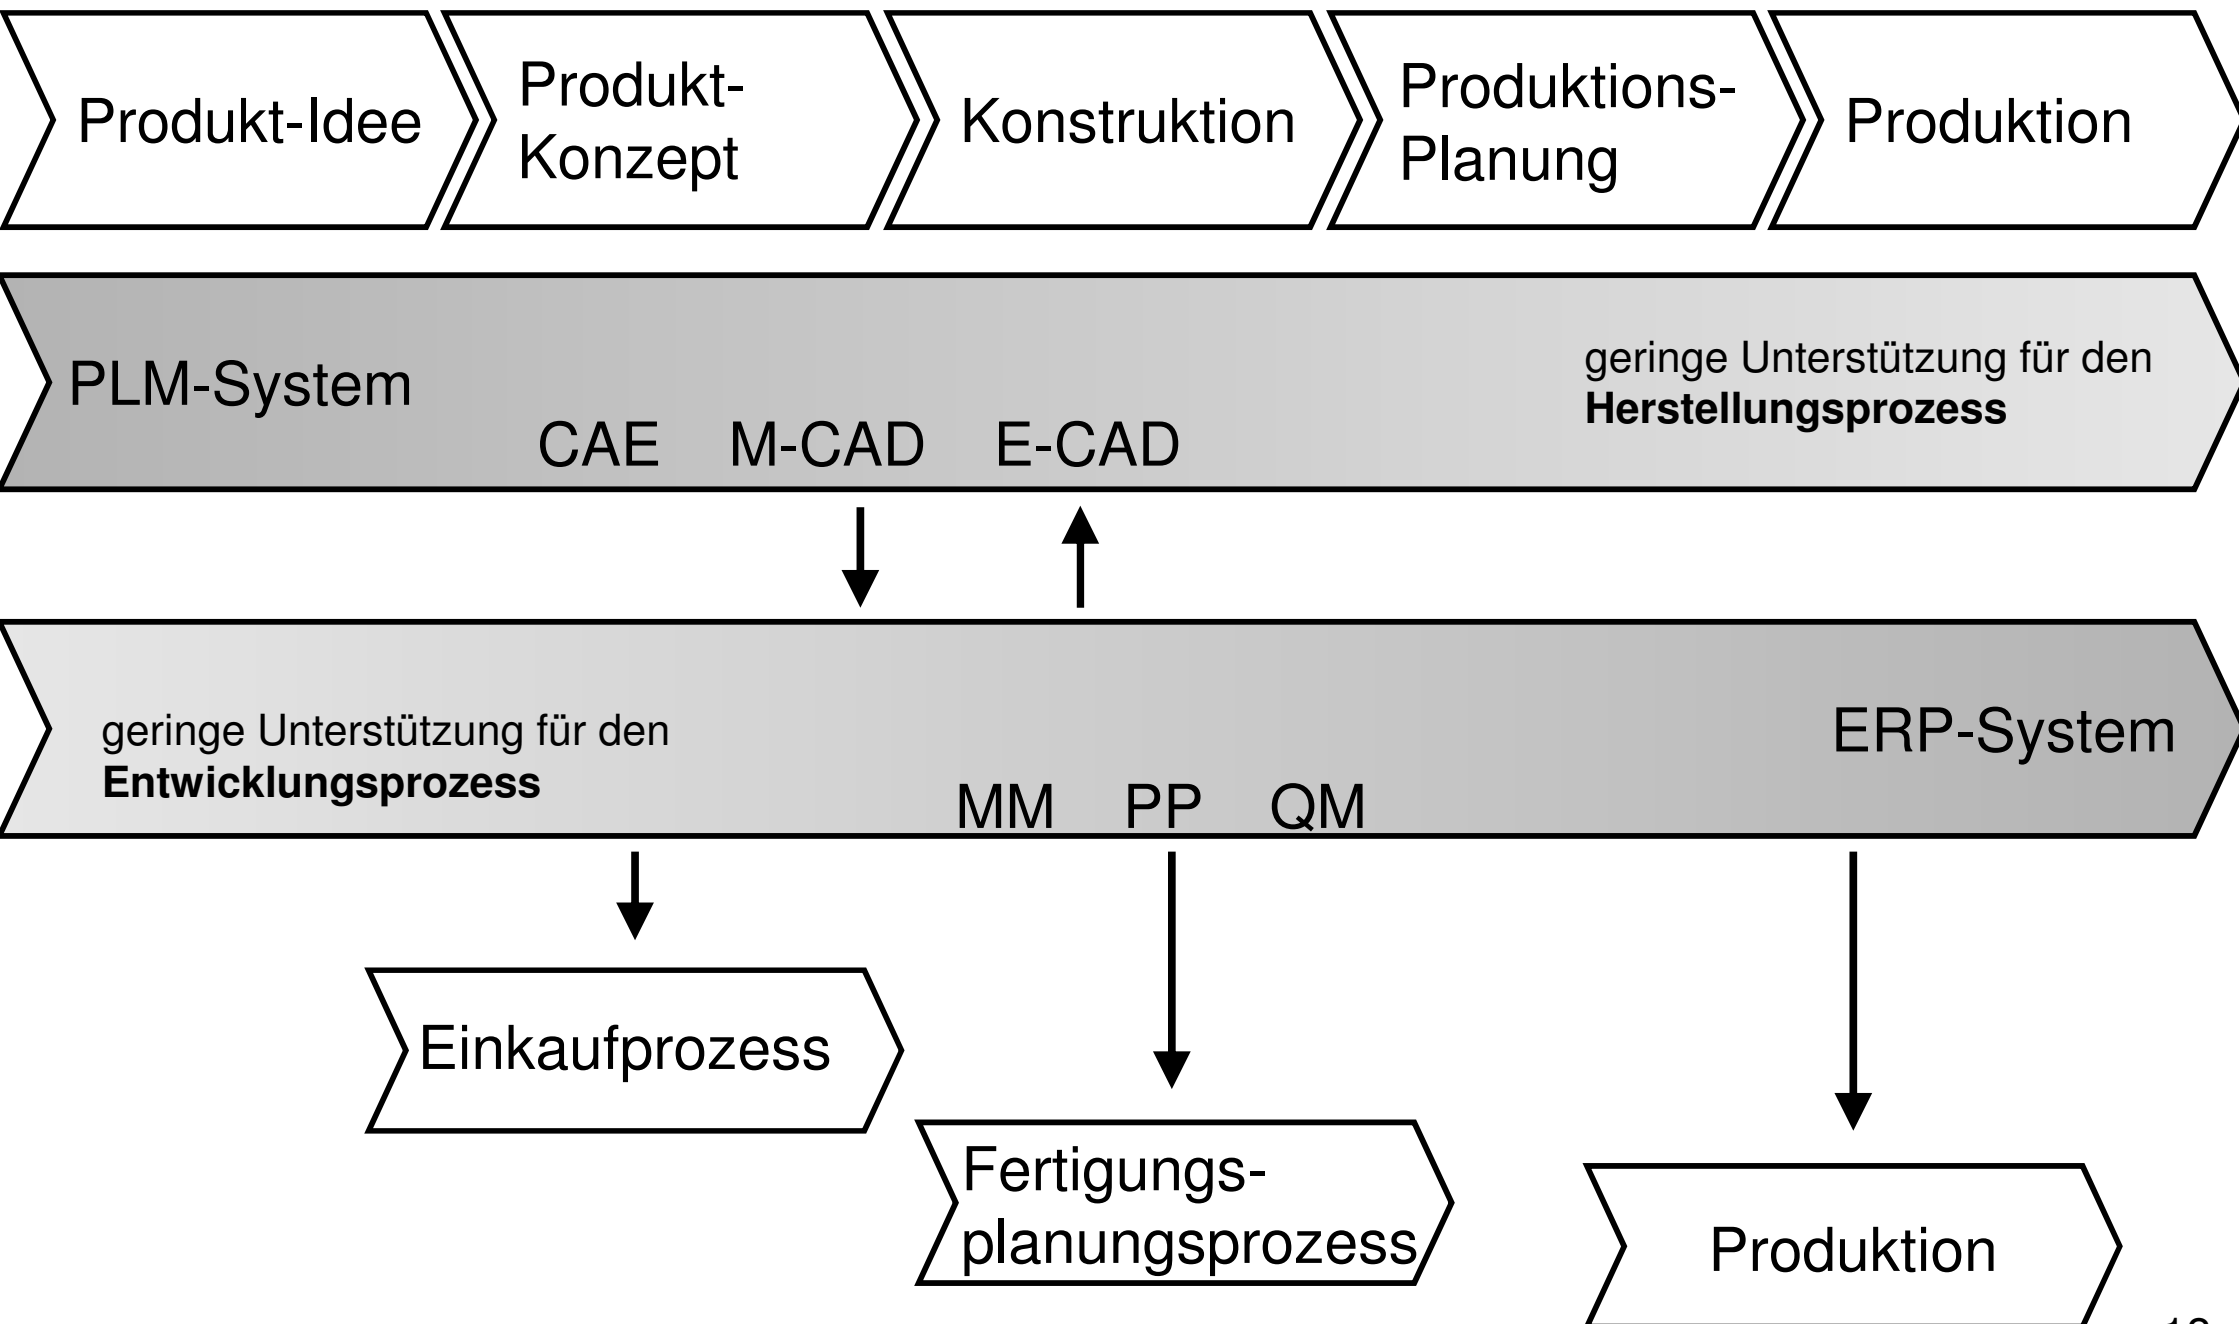 Produkt-Idee
Produkt-
Konzept
Konstruktion
Produktions-
Planung
Produktion
PLM-System
geringe Unterstützung für den
Herstellungsprozess
CAE M-CAD E-CAD
geringe Unterstützung für den
Entwicklungsprozess
ERP-System
MM PP QM
Einkaufprozess
Fertigungs-
planungsprozess
Produktion